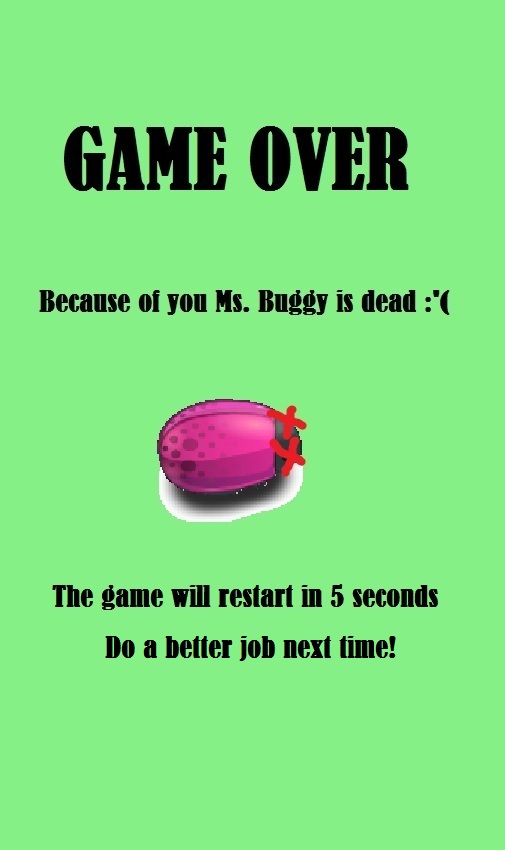 GAME OVER
Because of you Ms. Buggy is dead :'(
The game will restart in 5 seconds
Do a better job next time!